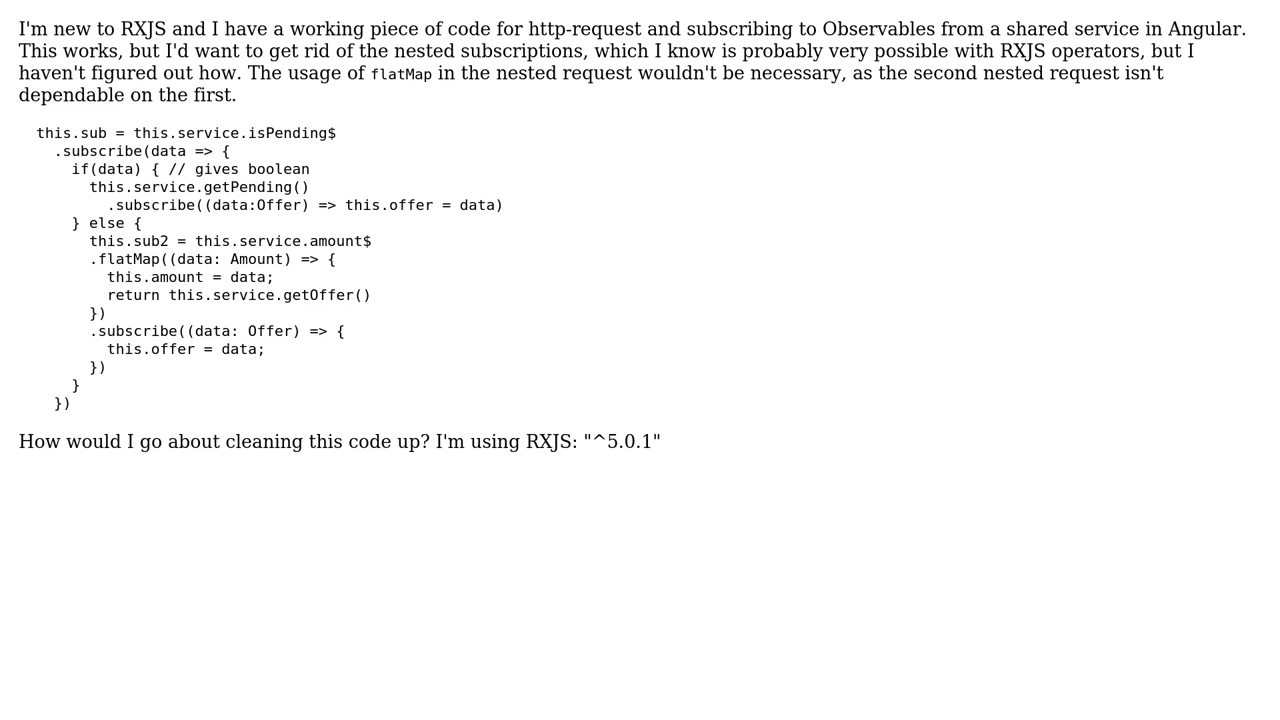 I'm new to RXJS and I have a working piece of code for http-request and subscribing to Observables from a shared service in Angular.
This works, but I'd want to get rid of the nested subscriptions, which I know is probably very possible with RXJS operators, but I
haven't figured out how. The usage of flatMap in the nested request wouldn't be necessary, as the second nested request isn't
dependable on the first.
this.sub = this.service.isPending$
  .subscribe(data => {
    if(data) { // gives boolean
      this.service.getPending()
        .subscribe((data:Offer) => this.offer = data)
    } else {
      this.sub2 = this.service.amount$
      .flatMap((data: Amount) => {
        this.amount = data;
        return this.service.getOffer()
      })
      .subscribe((data: Offer) => {
        this.offer = data;
      })
    }
  })
How would I go about cleaning this code up? I'm using RXJS: "^5.0.1"